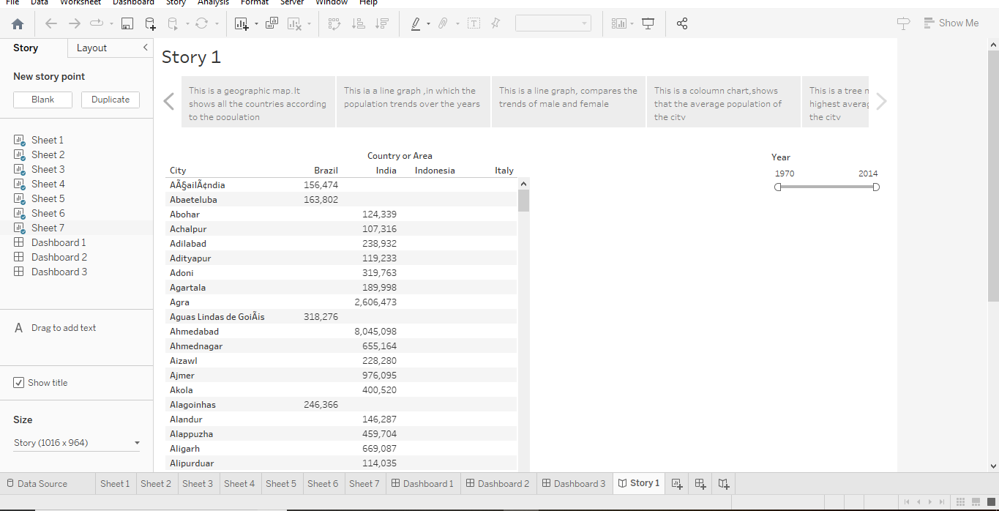 File Data Worksheet Dashboard Story Analysis Format Server Window Help
Show Me
Story Layout
New story point
Blank Duplicate
Sheet 1
Sheet 2
Sheet 3
Sheet 4
Sheet 5
Sheet 6
Sheet 7
Dashboard 1
Dashboard 2
Dashboard 3
A Drag to add text
Show title
Size
Story (1016 x 964)
Story 1
This is a geographic map.It
shows all the countries according
to the population
This ia a line graph ,in which the
population trends over the years
This is a line graph, compares the
trends of male and female
This is a coloumn chart,shows
that the average population of
the city
This is a tree
highest
the city
Country or Area
City Brazil India Indonesia Italy
AÃ§ailÃ¢ndia 156,474
Abaeteluba 163,802
Abohar 124,339
Achalpur 107,316
Adilabad 238,932
Adityapur 119,233
Adoni 319,763
Agartala 189,998
Agra 2,606,473
Aguas Lindas de GoiÃis 318,276
Ahmedabad 8,045,098
Ahmednagar 655,164
Aizawl 228,280
Ajmer 976,095
Akola 400,520
Alagoinhas 246,366
Alandur 146,287
Alappuzha 459,704
Aligarh 669,087
Alipurduar 114,035
Year
1970 2014
Data Source Sheet 1 Sheet 2 Sheet 3 Sheet 4 Sheet 5 Sheet 6 Sheet 7 Dashboard 1 Dashboard 2 Dashboard 3 Story 1